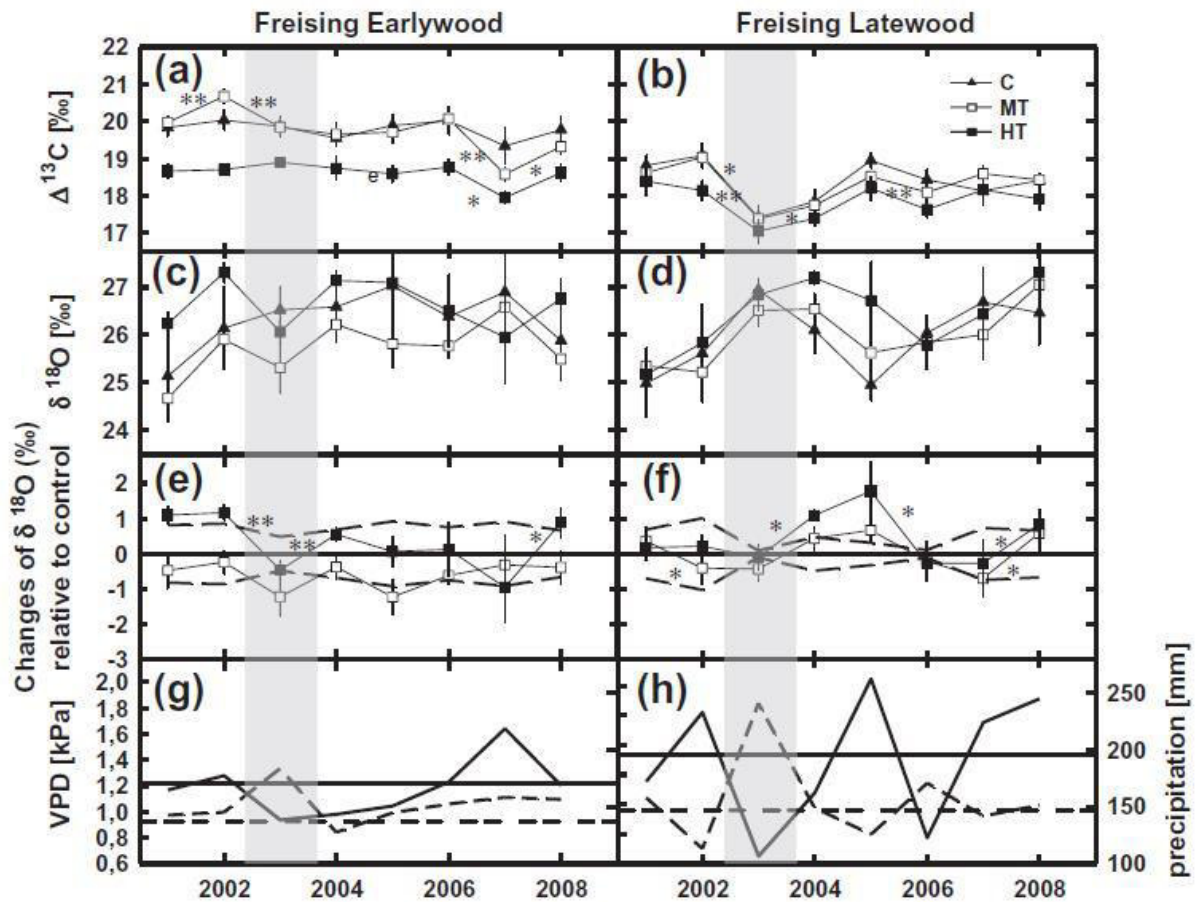 Freising Earlywood
Freising Latewood
22
21
20
19
18
17
Δ 13C [‰]
(a)
**
**
e
**
*
*
(b)
C
MT
HT
*
**
*
**
27
26
25
24
δ 18O [‰]
(c)
(d)
2
1
0
-1
-2
-3
Changes of δ 18O (‰)
relative to control
(e)
**
**
*
(f)
*
*
*
*
*
2,0
1,8
1,6
1,4
1,2
1,0
0,8
0,6
VPD [kPa]
(g)
(h)
250
200
150
100
precipitation [mm]
2002 2004 2006 2008
2002 2004 2006 2008